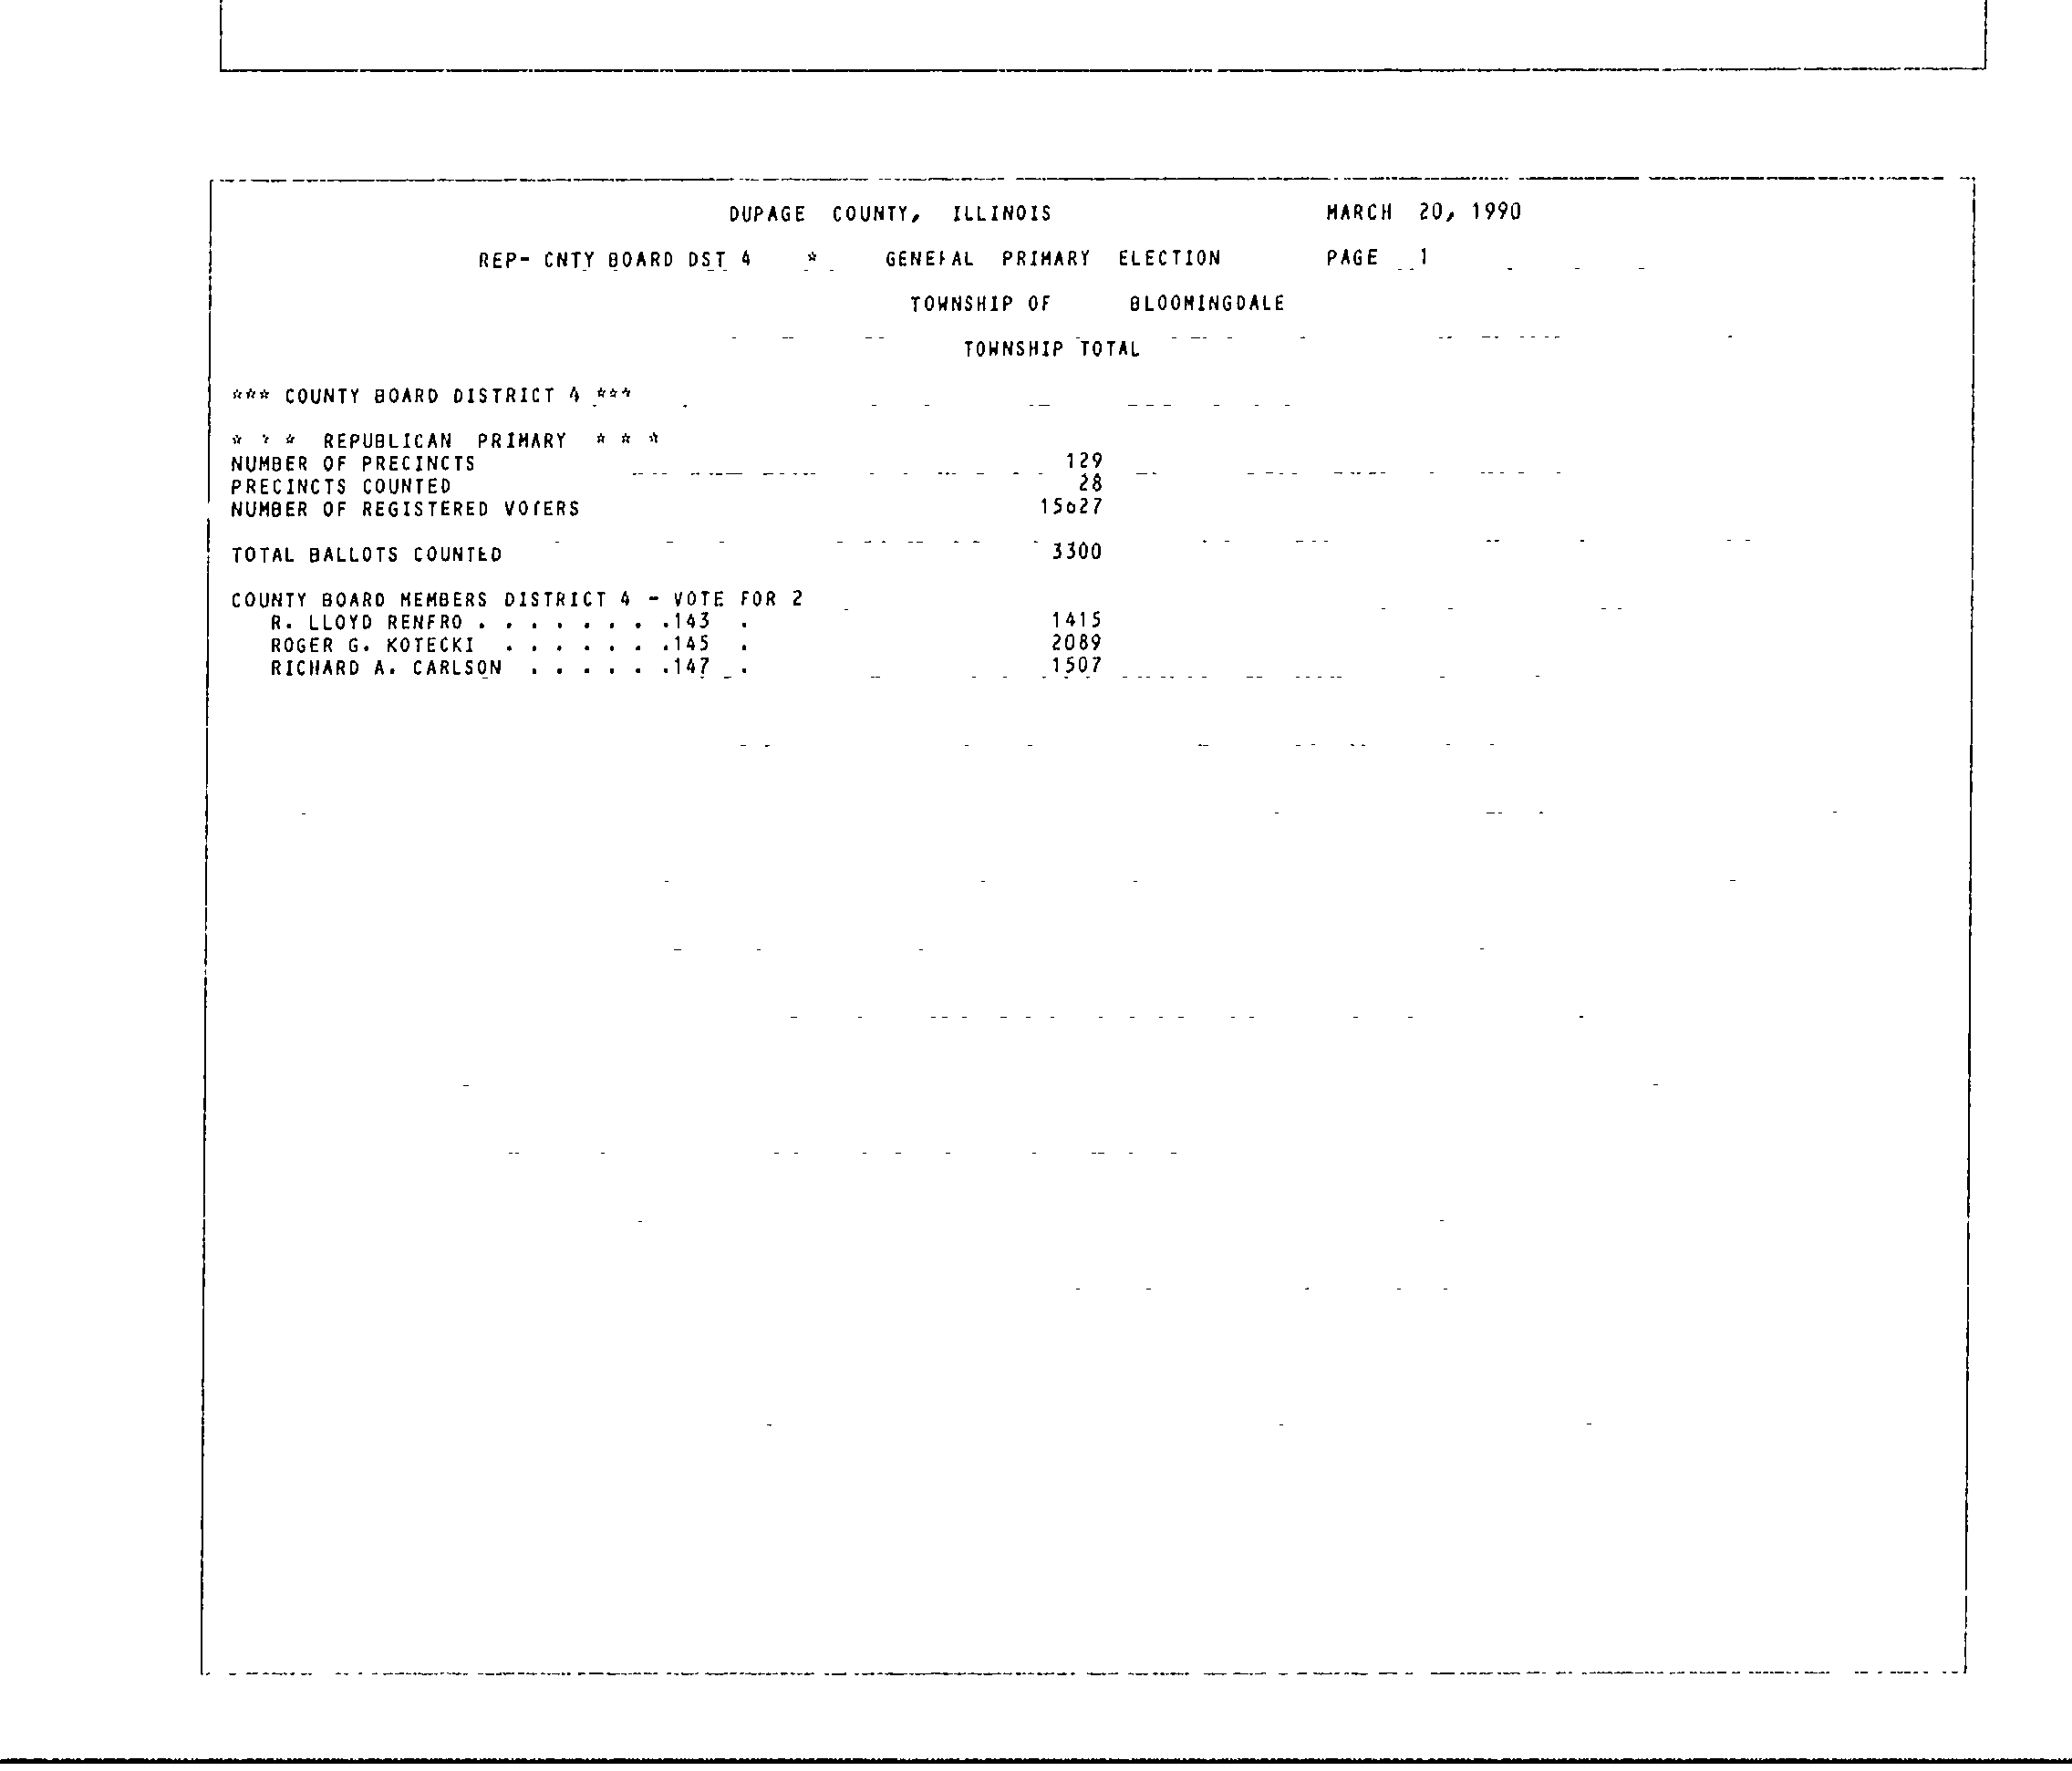 DUPAGE COUNTY, ILLINOIS MARCH 20, 1990
REP- CNTY BOARD DST 4 * GENERAL PRIMARY ELECTION PAGE 1
TOWNSHIP OF BLOOMINGDALE
TOWNSHIP TOTAL
*** COUNTY BOARD DISTRICT 4 ***
* * * REPUBLICAN PRIMARY * * *
NUMBER OF PRECINCTS 129
PRECINCTS COUNTED 28
NUMBER OF REGISTERED VOTERS 15627
TOTAL BALLOTS COUNTED 3300
COUNTY BOARD MEMBERS DISTRICT 4 - VOTE FOR 2
R. LLOYD RENFRO . . . . . . . .143 . 1415
ROGER G. KOTECKI . . . . . . .145 . 2089
RICHARD A. CARLSON . . . . . .147 . 1507